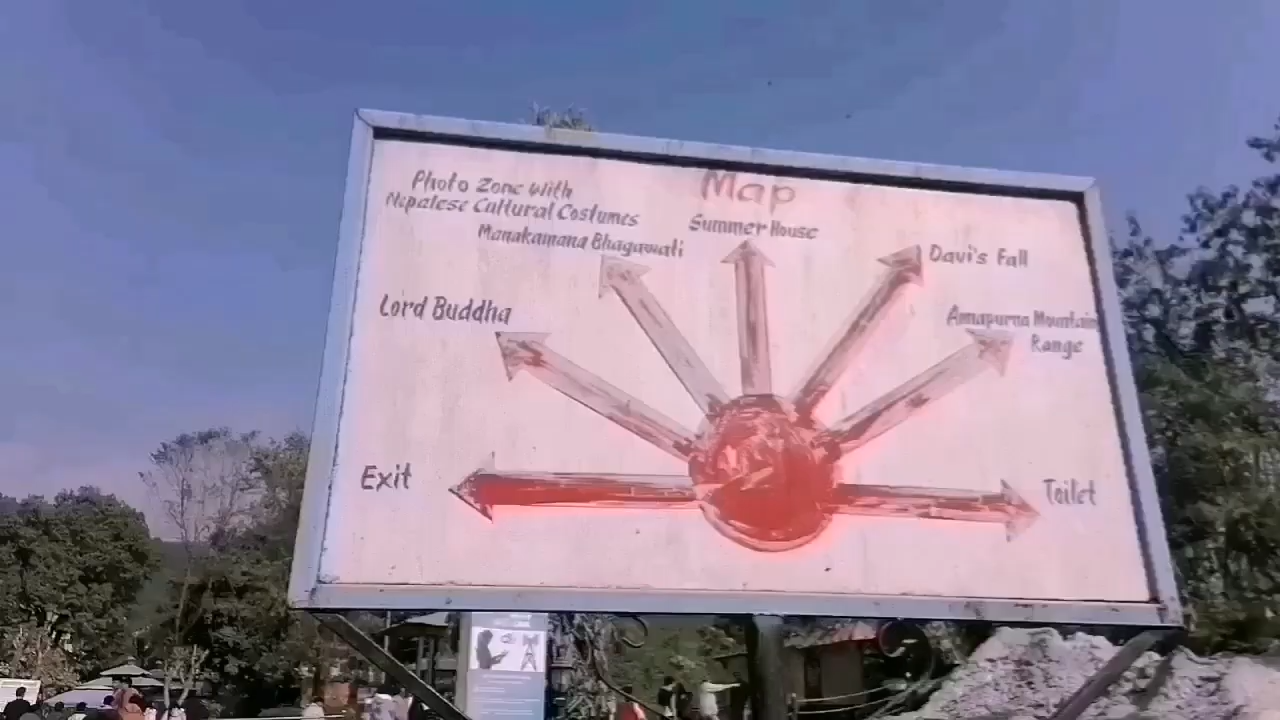 Map
Photo Zone with
Nepalese Cultural Costumes
Manakamana Bhagawati
Summer House
Davi's Fall
Lord Buddha
Annapurna Mountain
Range
Exit
Toilet